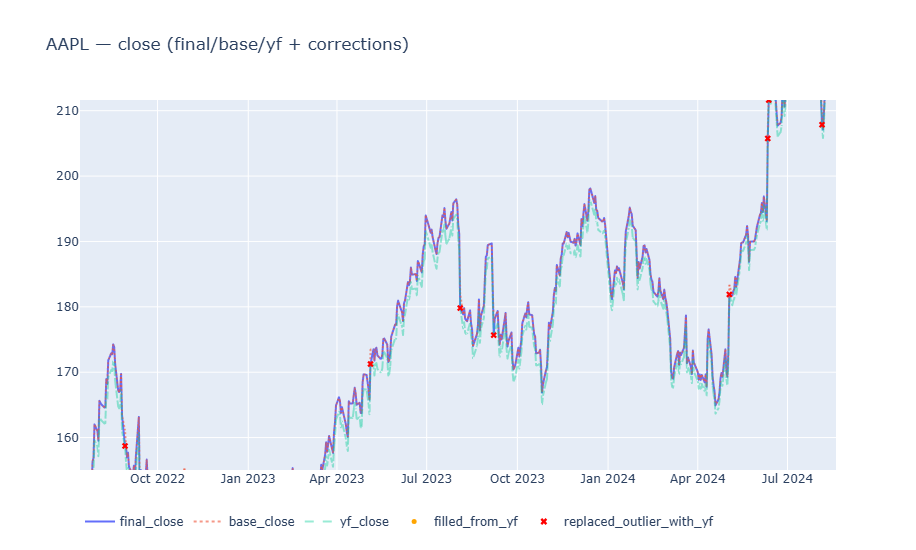 AAPL — close (final/base/yf + corrections)
210
200
190
180
170
160
Oct 2022 Jan 2023 Apr 2023 Jul 2023 Oct 2023 Jan 2024 Apr 2024 Jul 2024
final_close base_close yf_close filled_from_yf replaced_outlier_with_yf